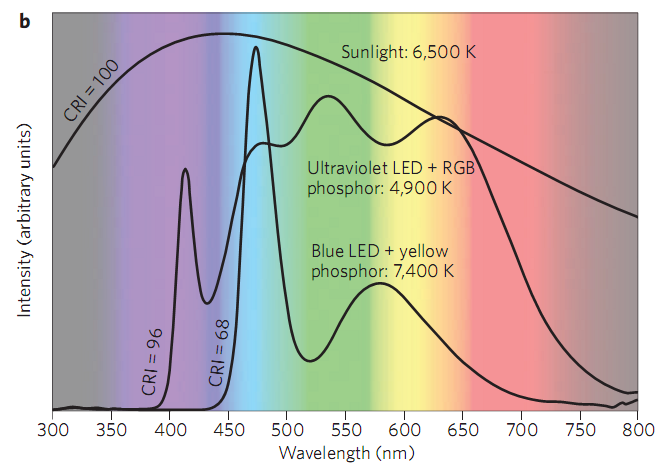 b
Sunlight: 6,500 K
CRI = 100
Ultraviolet LED + RGB
phosphor: 4,900 K
Blue LED + yellow
phosphor: 7,400 K
CRI = 96
CRI = 68
Intensity (arbitrary units)
300 350 400 450 500 550 600 650 700 750 800
Wavelength (nm)